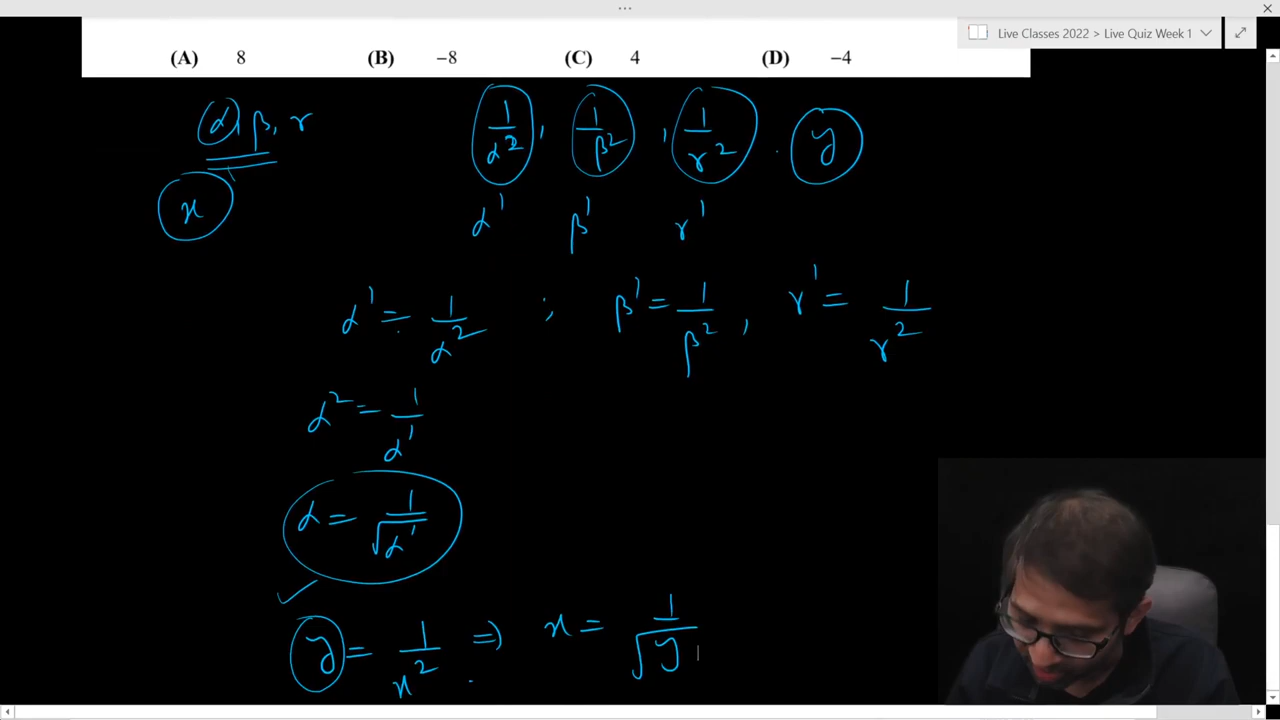 Live Classes 2022 > Live Quiz Week 1
(A) 8 (B) −8 (C) 4 (D) −4
α, β, γ 1/α², 1/β², 1/γ² . y
x α' β' γ'
α' = 1/α² ; β' = 1/β², γ' = 1/γ²
α² = 1/α'
α = 1/√α'
y = 1/x² ⇒ x = 1/√y